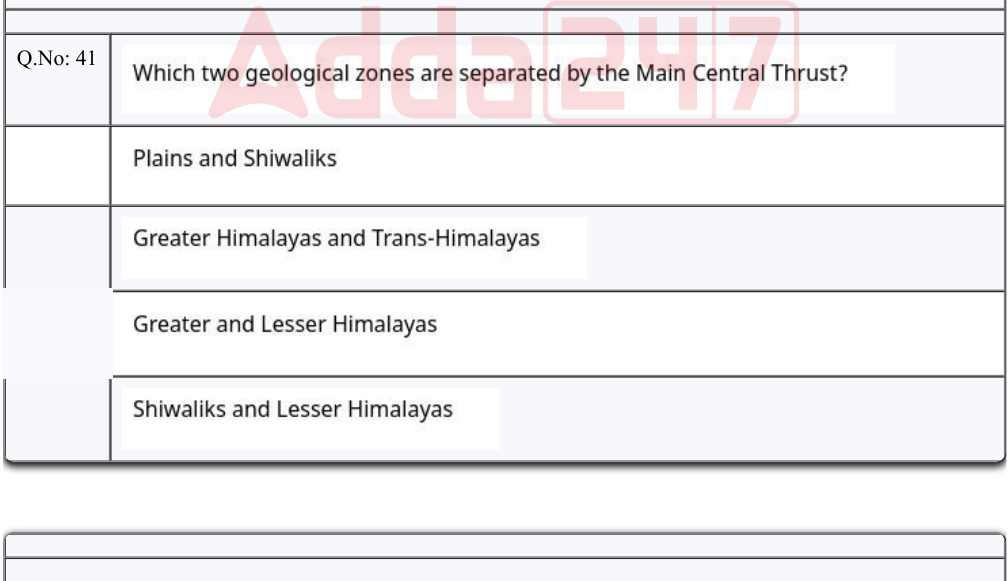 Adda247
Q.No: 41
Which two geological zones are separated by the Main Central Thrust?
Plains and Shiwaliks
Greater Himalayas and Trans-Himalayas
Greater and Lesser Himalayas
Shiwaliks and Lesser Himalayas